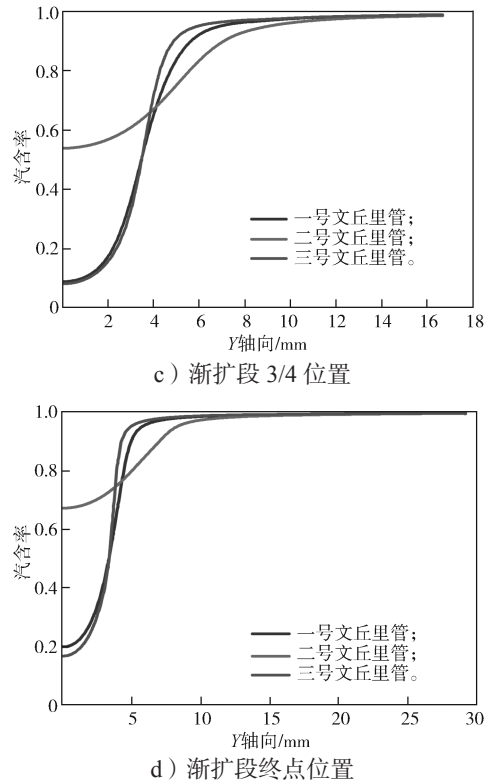 1.0
0.8
0.6
0.4
0.2
0
汽含率
一号文丘里管；
二号文丘里管；
三号文丘里管。
2 4 6 8 10 12 14 16 18
Y轴向/mm
c）渐扩段 3/4 位置
1.0
0.8
0.6
0.4
0.2
0
汽含率
一号文丘里管；
二号文丘里管；
三号文丘里管。
5 10 15 20 25 30
Y轴向/mm
d）渐扩段终点位置